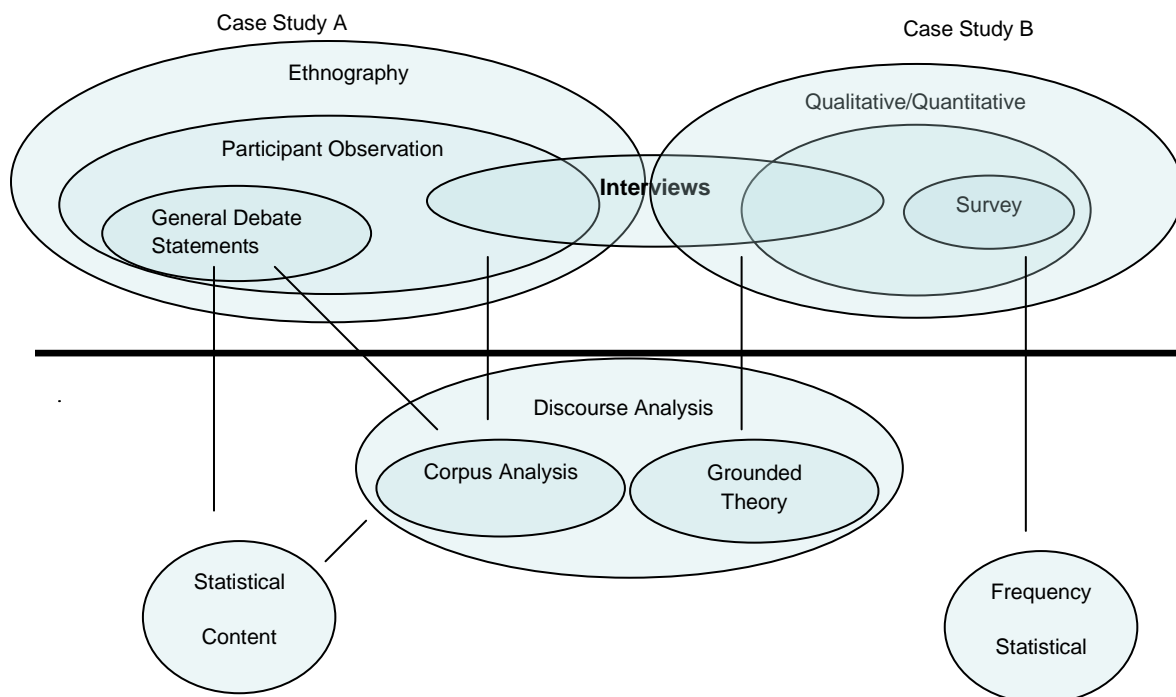 Case Study A
Case Study B
Ethnography
Qualitative/Quantitative
Participant Observation
Interviews
General Debate
Statements
Survey
.
Discourse Analysis
Corpus Analysis
Grounded
Theory
Statistical
Content
Frequency
Statistical